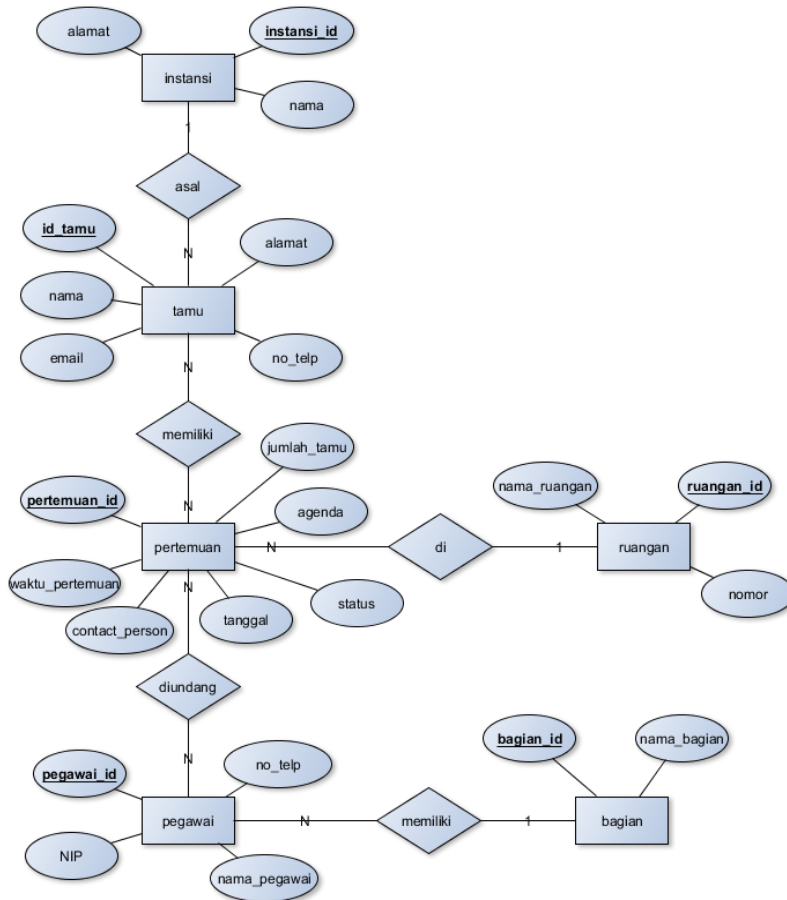 alamat
instansi_id
instansi
nama
1
asal
N
id_tamu
alamat
nama
tamu
email
no_telp
N
memiliki
jumlah_tamu
N
nama_ruangan
ruangan_id
pertemuan_id
agenda
pertemuan
N
di
1
ruangan
waktu_pertemuan
N
status
nomor
contact_person
tanggal
diundang
bagian_id
nama_bagian
N
no_telp
pegawai_id
pegawai
N
memiliki
1
bagian
NIP
nama_pegawai